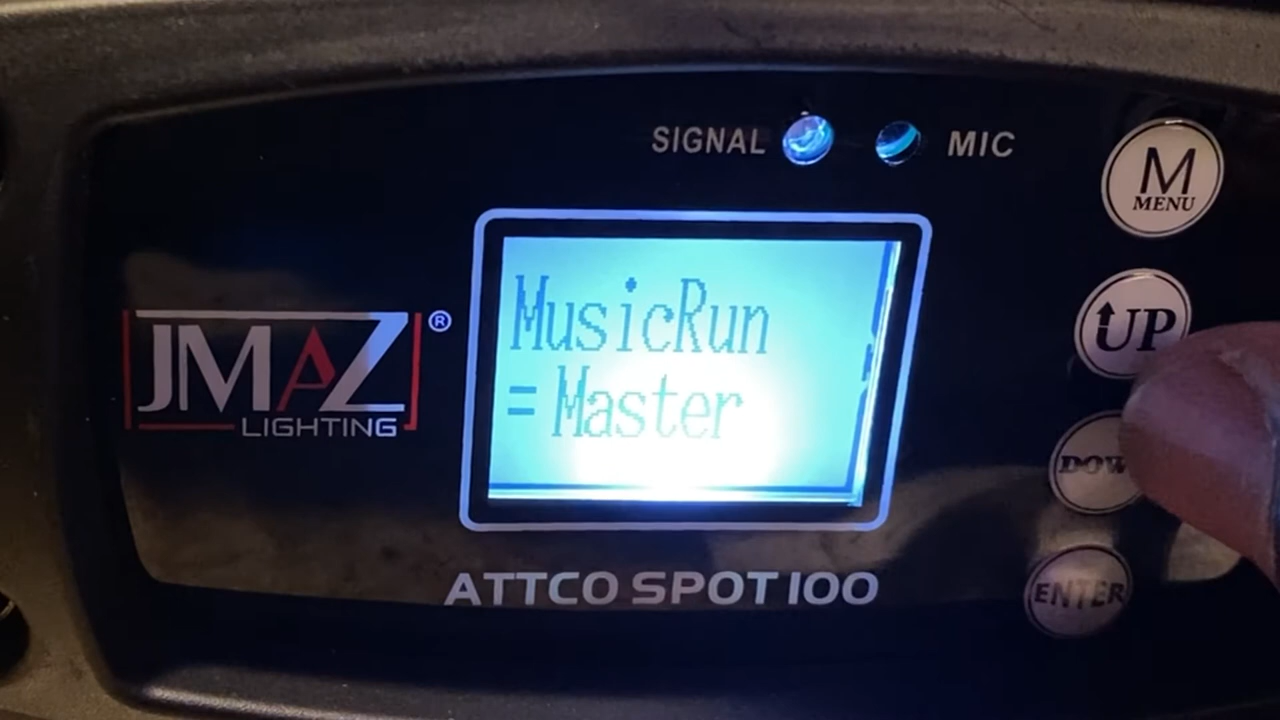 SIGNAL MIC
M
MENU
UP
MusicRun
=Master
JMAZ®
LIGHTING
ENTER
ATTCO SPOT 100